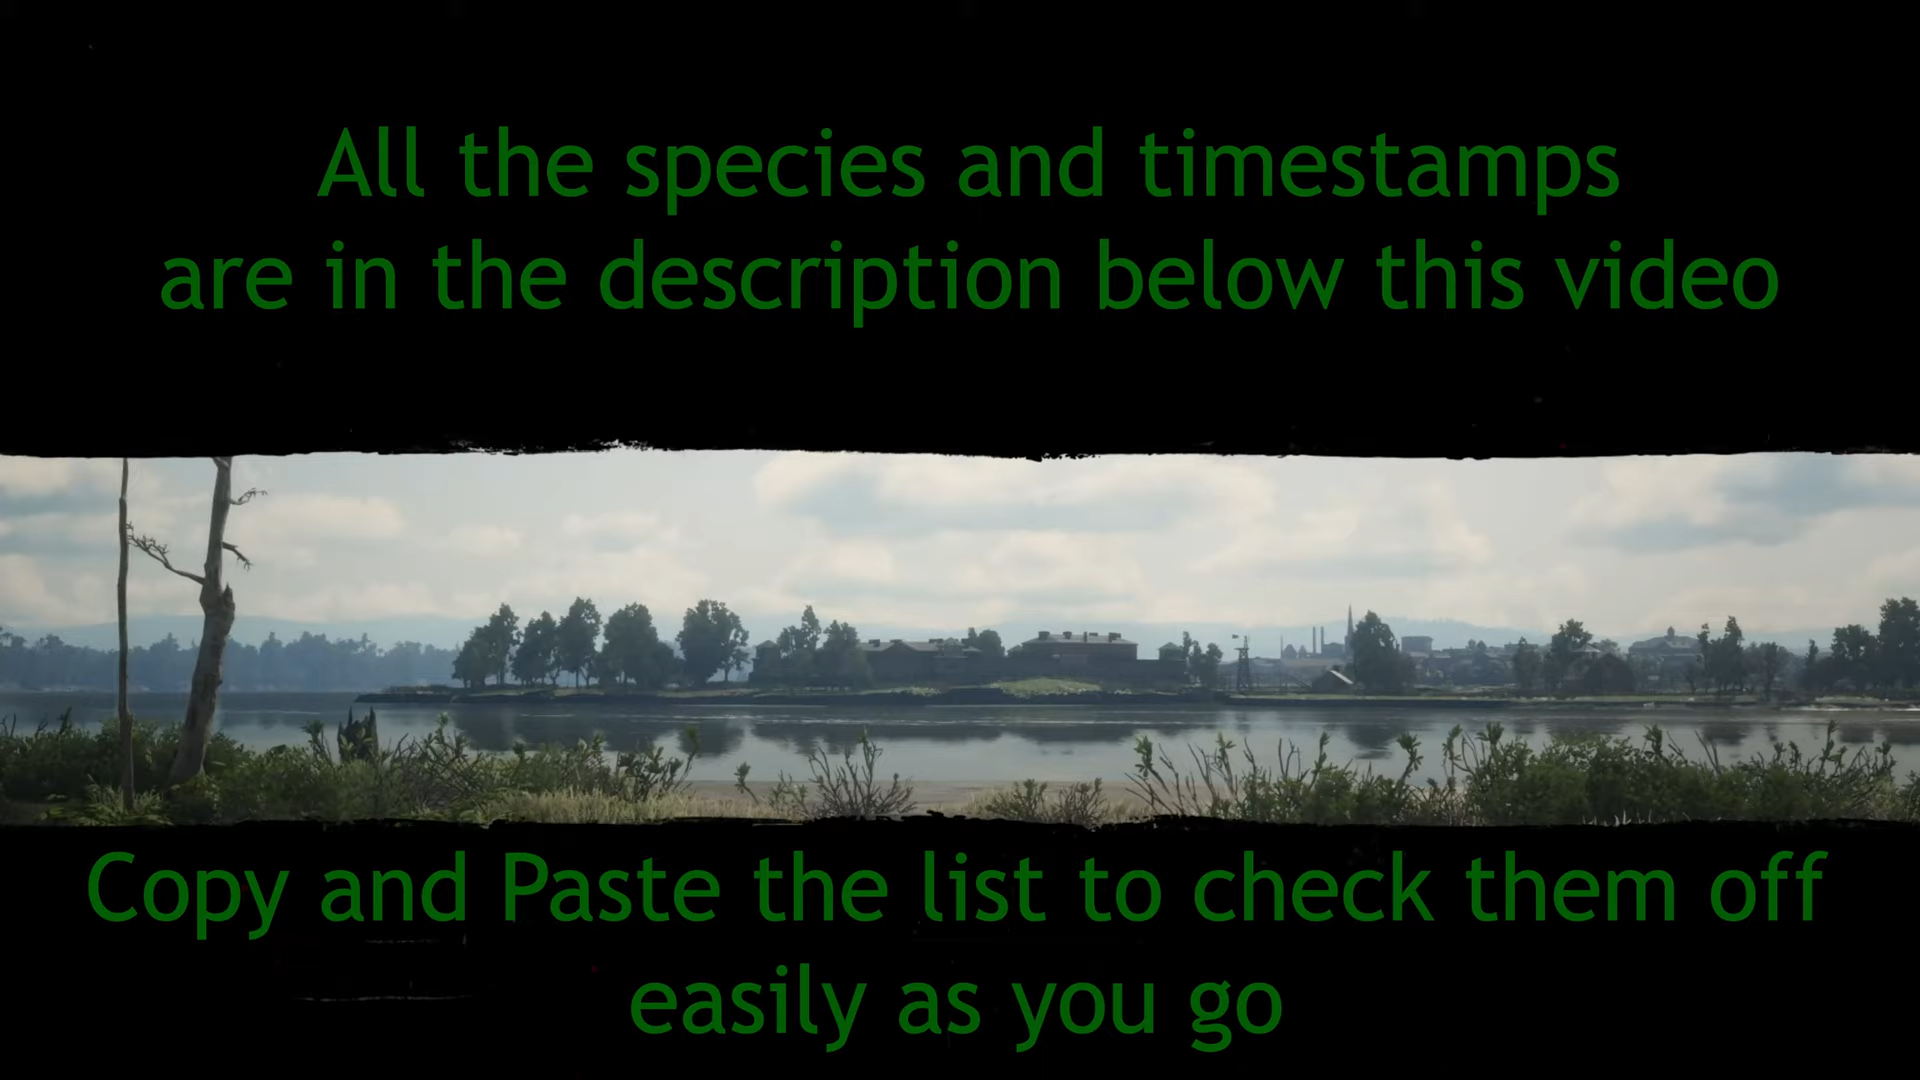 All the species and timestamps
are in the description below this video
Copy and Paste the list to check them off
easily as you go